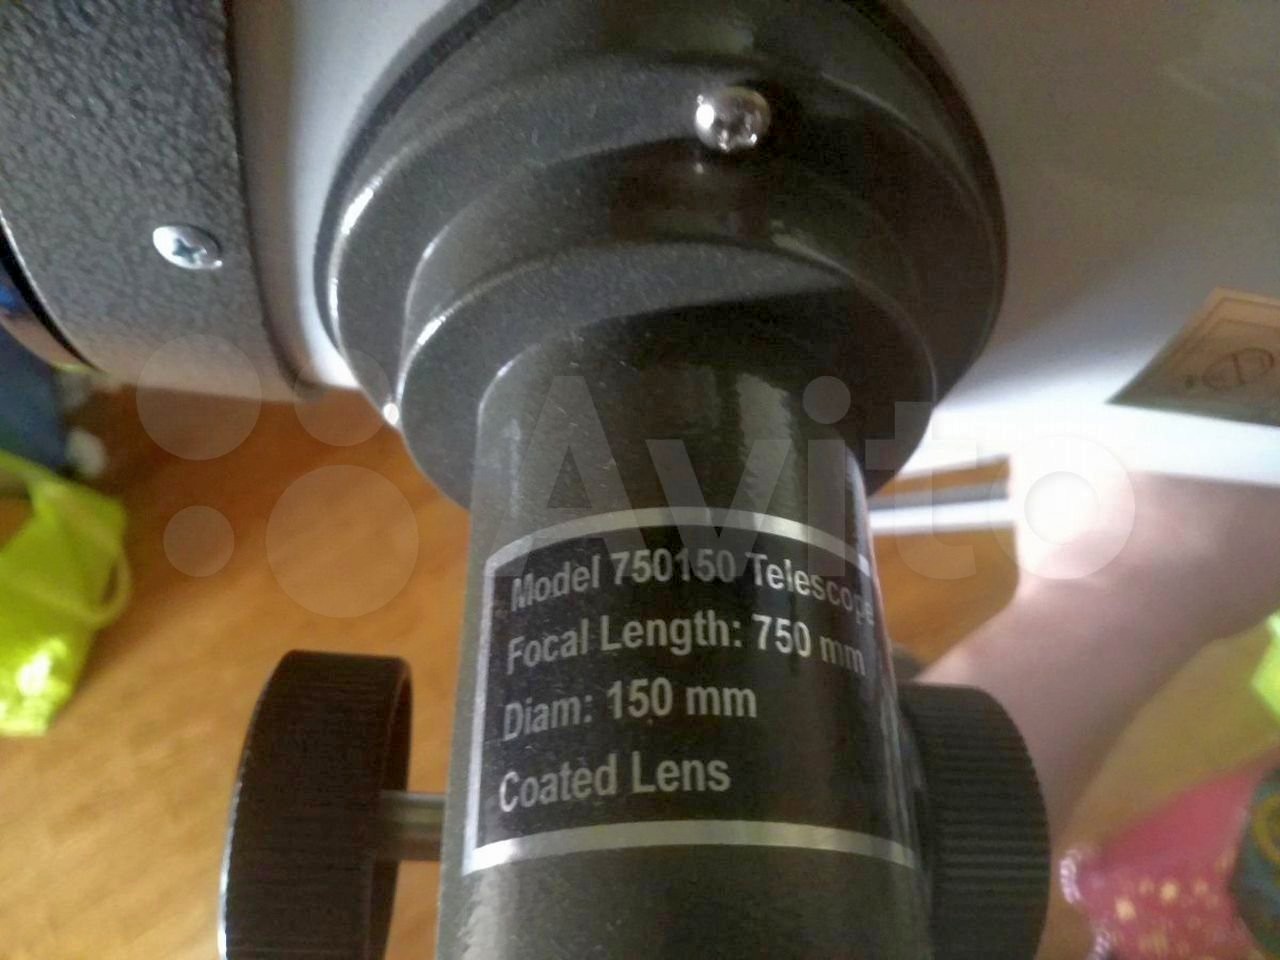 Model 750150 Telescope
Focal Length: 750 mm
Diam: 150 mm
Coated Lens
Avito